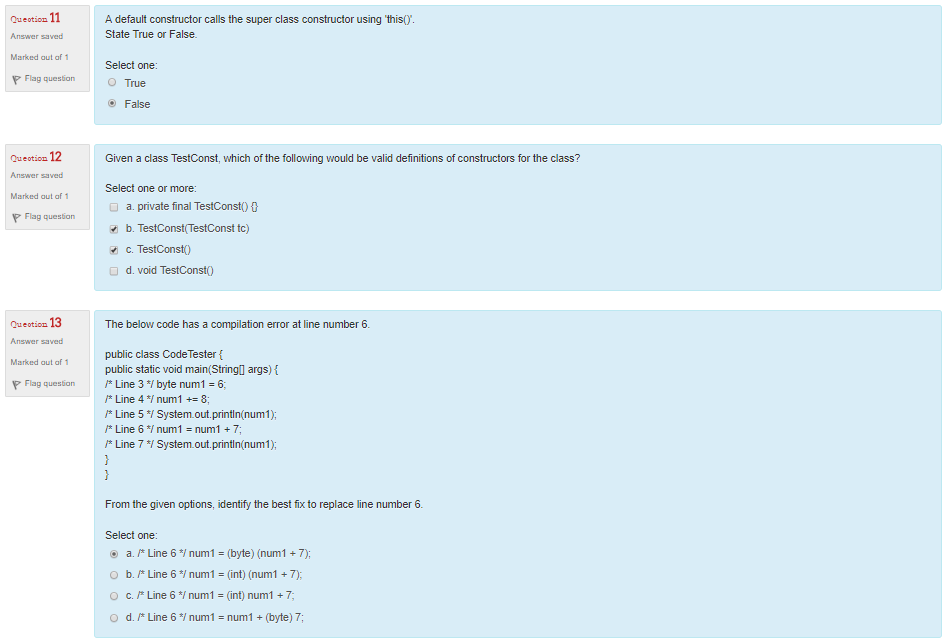 Question 11
Answer saved
Marked out of 1
Flag question
A default constructor calls the super class constructor using 'this()'.
State True or False.
Select one:
True
False
Question 12
Answer saved
Marked out of 1
Flag question
Given a class TestConst, which of the following would be valid definitions of constructors for the class?
Select one or more:
a. private final TestConst() {}
b. TestConst(TestConst tc)
c. TestConst()
d. void TestConst()
Question 13
Answer saved
Marked out of 1
Flag question
The below code has a compilation error at line number 6.
public class CodeTester {
public static void main(String[] args) {
/* Line 3 */ byte num1 = 6;
/* Line 4 */ num1 += 8;
/* Line 5 */ System.out.println(num1);
/* Line 6 */ num1 = num1 + 7;
/* Line 7 */ System.out.println(num1);
}
}
From the given options, identify the best fix to replace line number 6.
Select one:
a. /* Line 6 */ num1 = (byte) (num1 + 7);
b. /* Line 6 */ num1 = (int) (num1 + 7);
c. /* Line 6 */ num1 = (int) num1 + 7;
d. /* Line 6 */ num1 = num1 + (byte) 7;